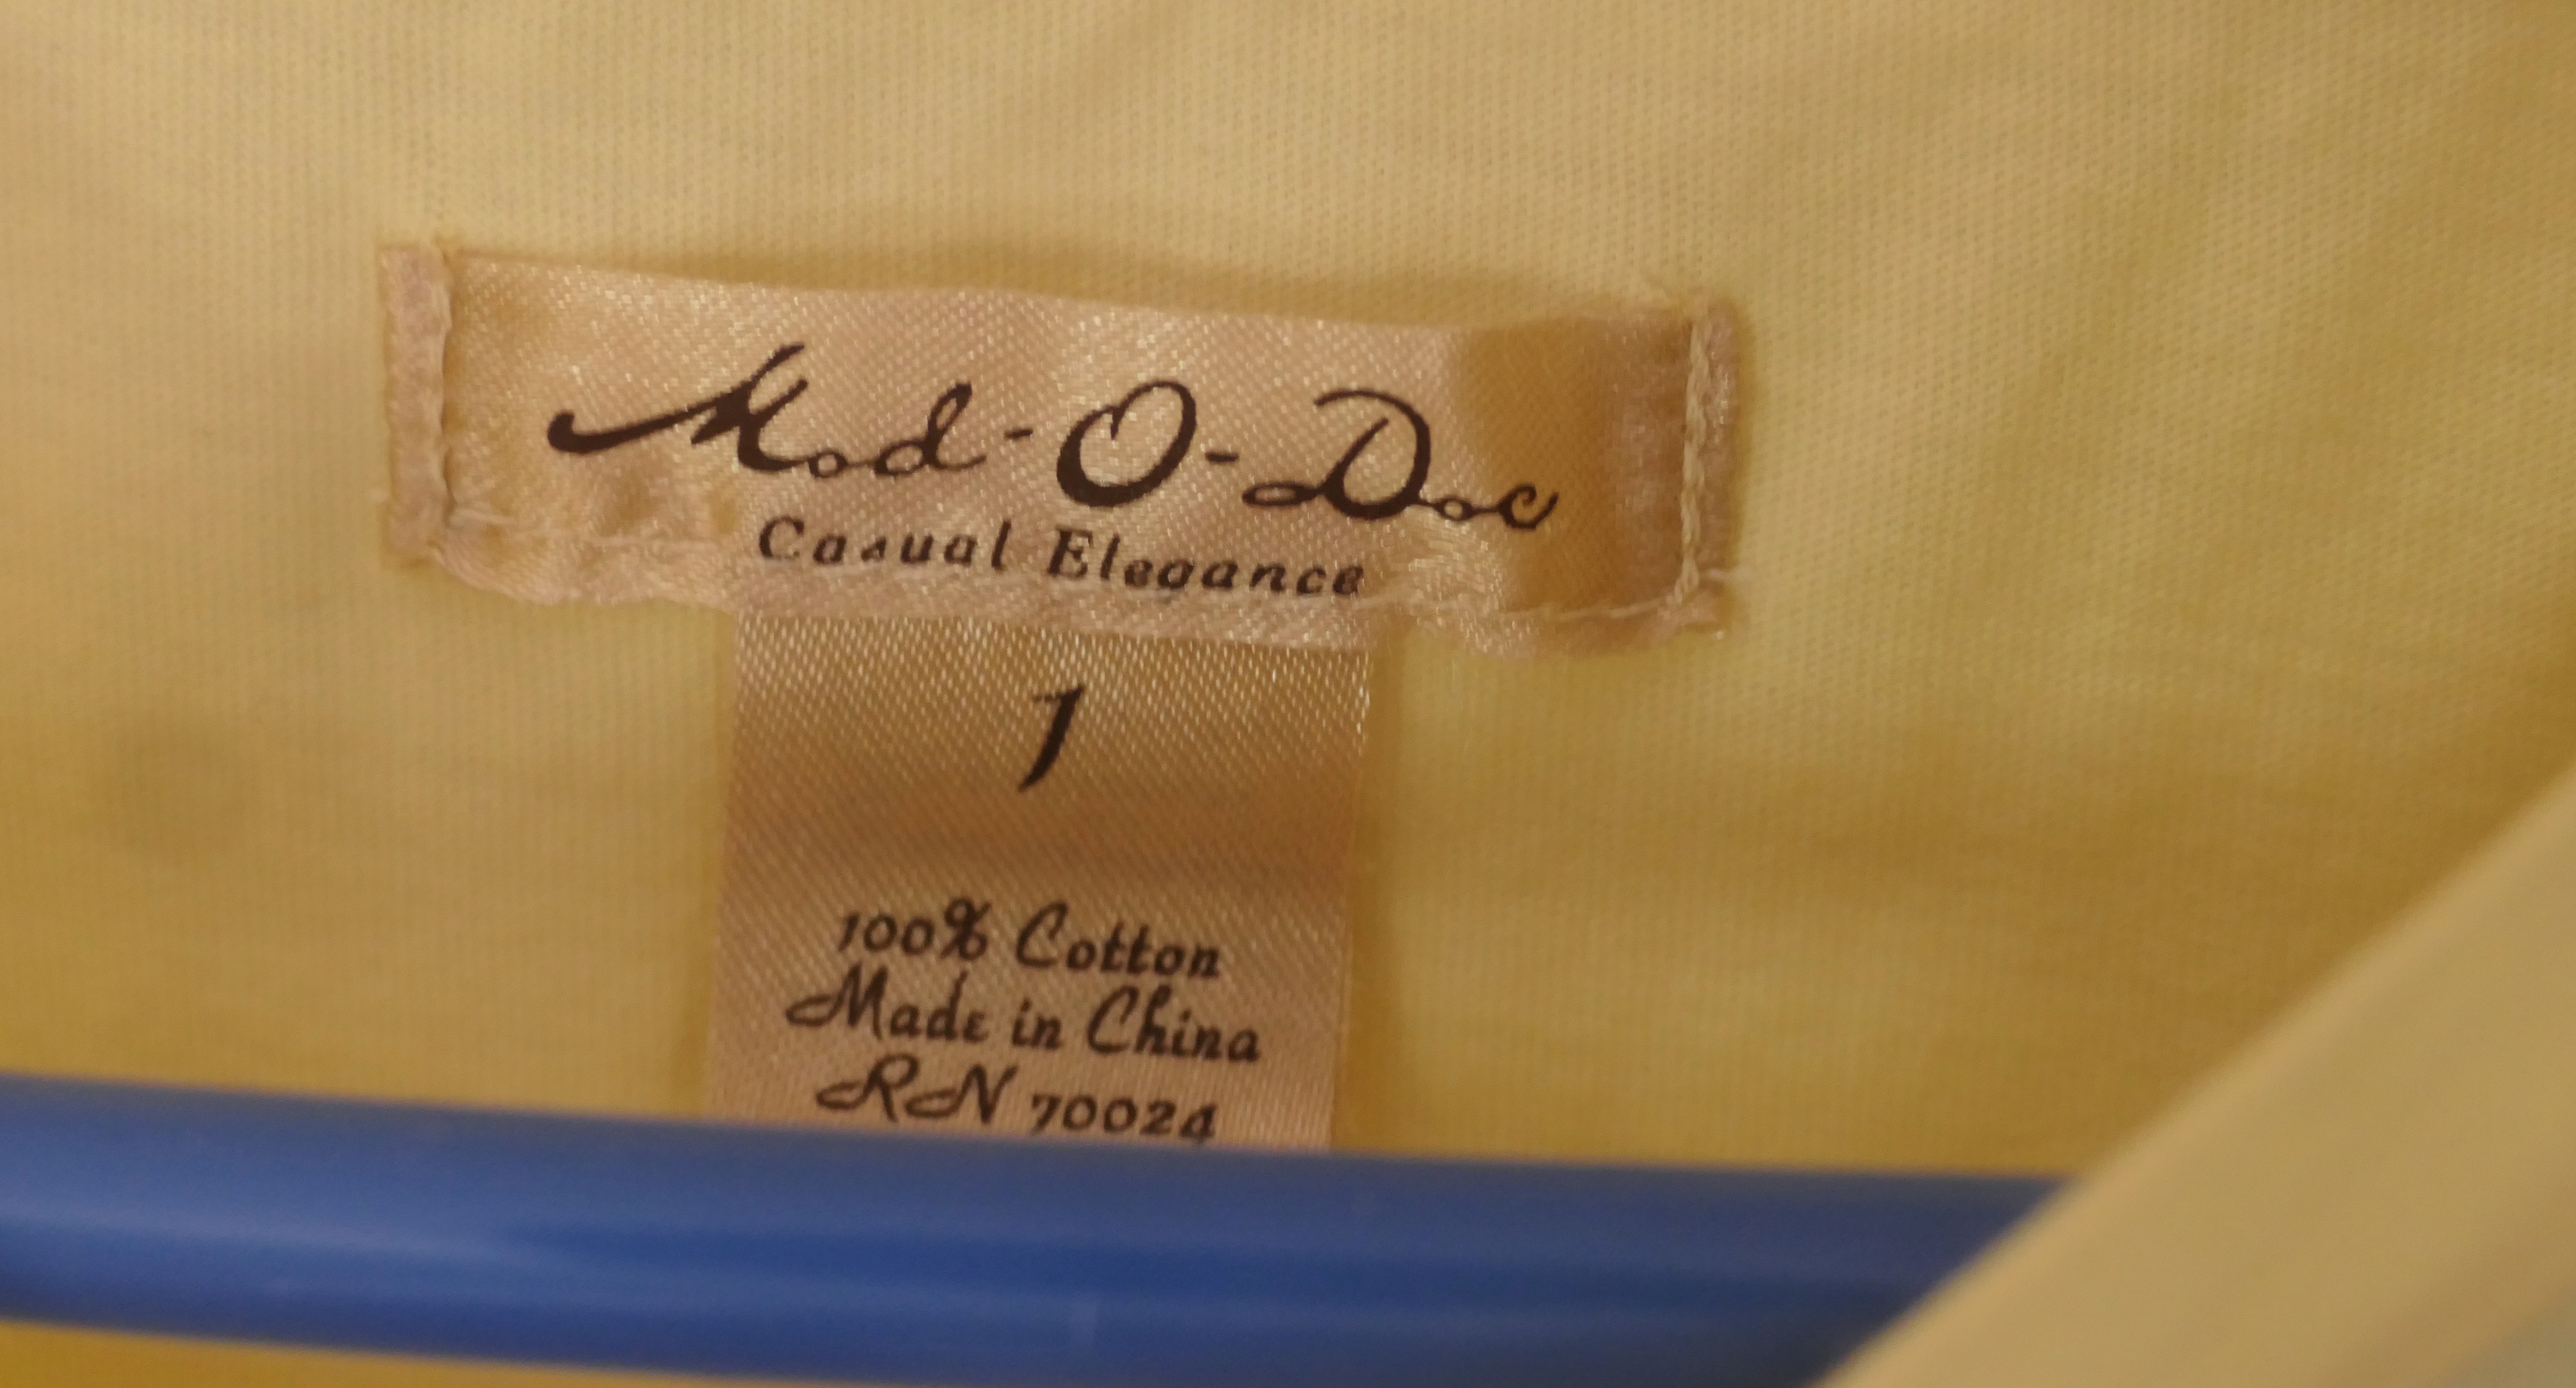 Mod-O-Doc
Casual Elegance
1
100% Cotton
Made in China
RN 70024